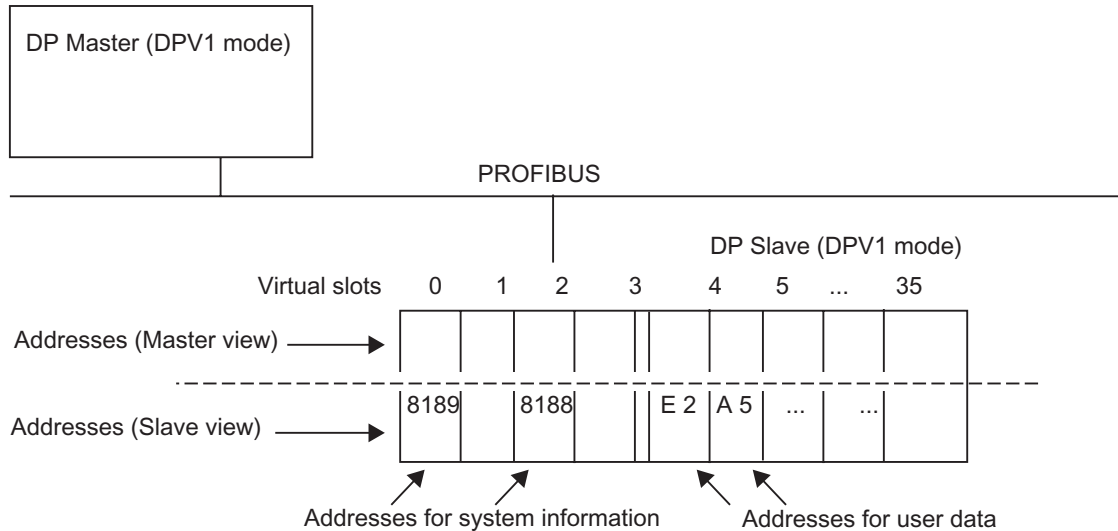 DP Master (DPV1 mode)
PROFIBUS
DP Slave (DPV1 mode)
Virtual slots 0 1 2 3 4 5 ... 35
Addresses (Master view)
8189 8188 E 2 A 5 ... ...
Addresses (Slave view)
Addresses for system information Addresses for user data